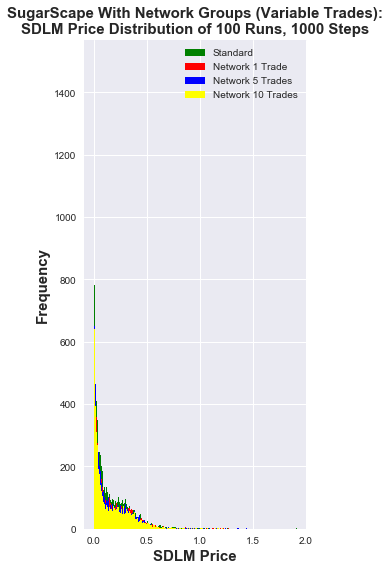 SugarScape With Network Groups (Variable Trades):
SDLM Price Distribution of 100 Runs, 1000 Steps
Standard
Network 1 Trade
Network 5 Trades
Network 10 Trades
1400
1200
1000
800
600
400
200
0
Frequency
0.0 0.5 1.0 1.5 2.0
SDLM Price